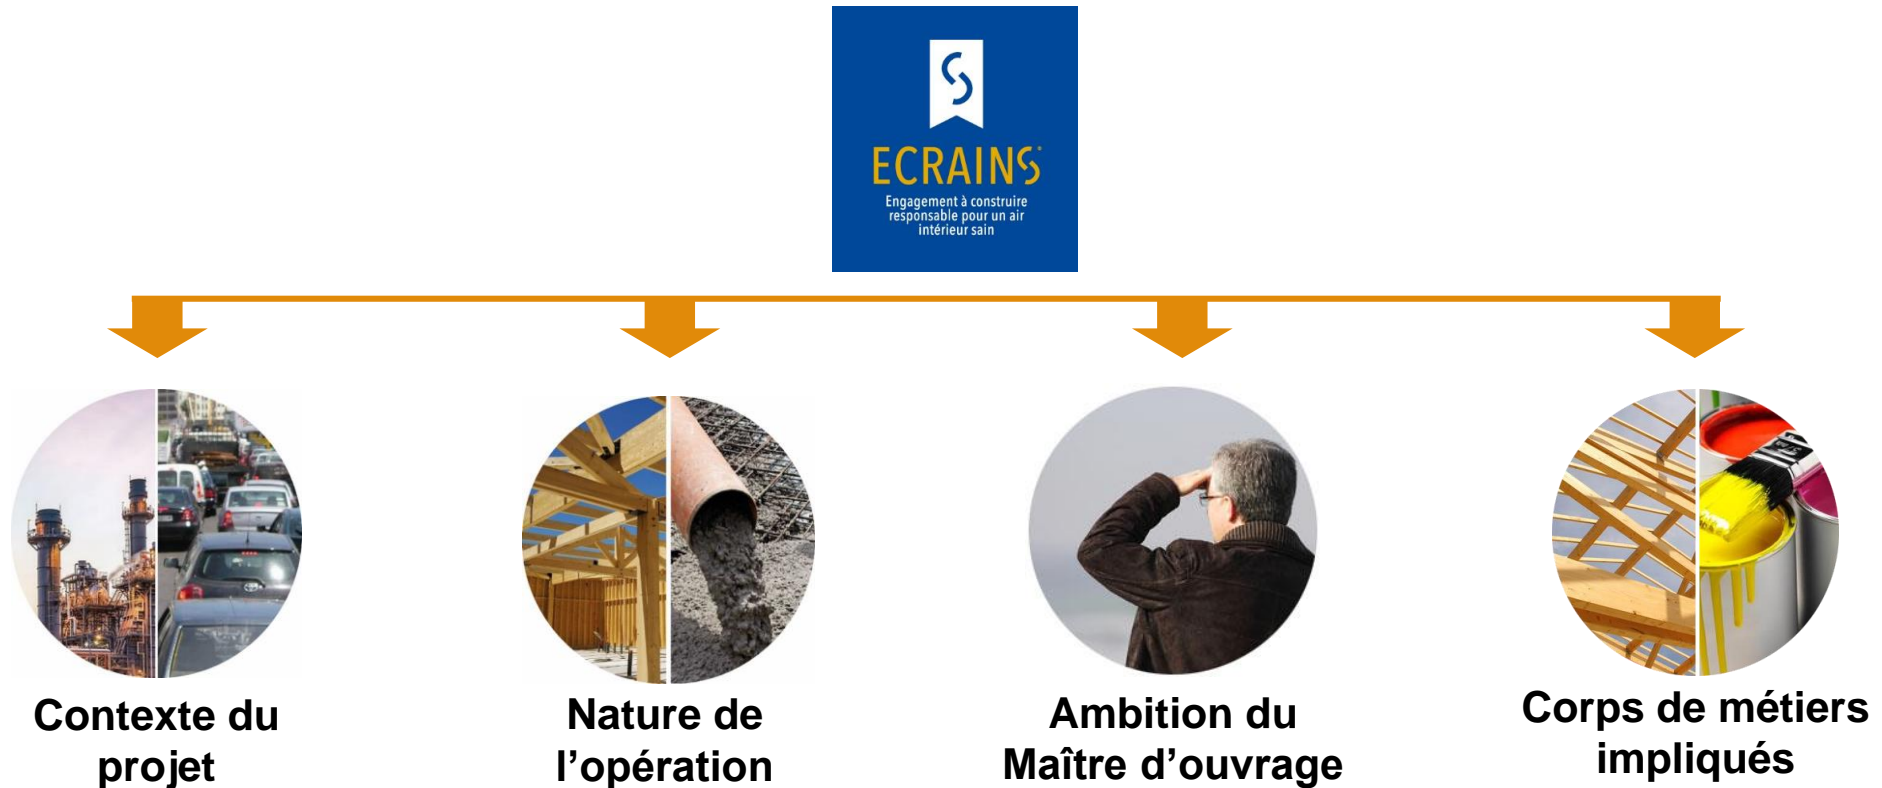 ECRAINS®
Engagement à construire
responsable pour un air
intérieur sain
Contexte du
projet
Nature de
l’opération
Ambition du
Maître d’ouvrage
Corps de métiers
impliqués